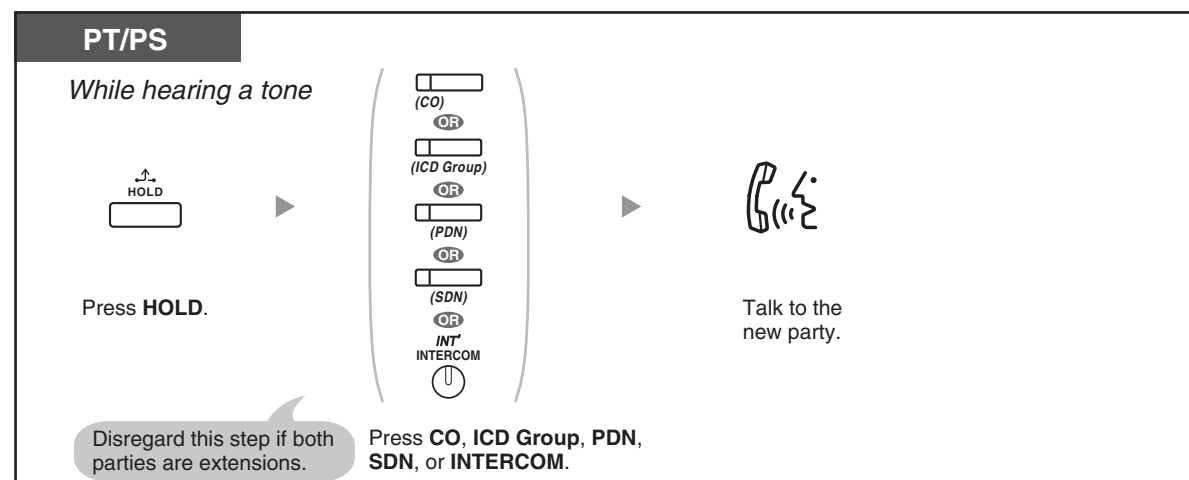 PT/PS
While hearing a tone
HOLD
Press HOLD.
(CO)
OR
(ICD Group)
OR
(PDN)
OR
(SDN)
OR
INT'
INTERCOM
Disregard this step if both
parties are extensions.
Press CO, ICD Group, PDN,
SDN, or INTERCOM.
Talk to the
new party.